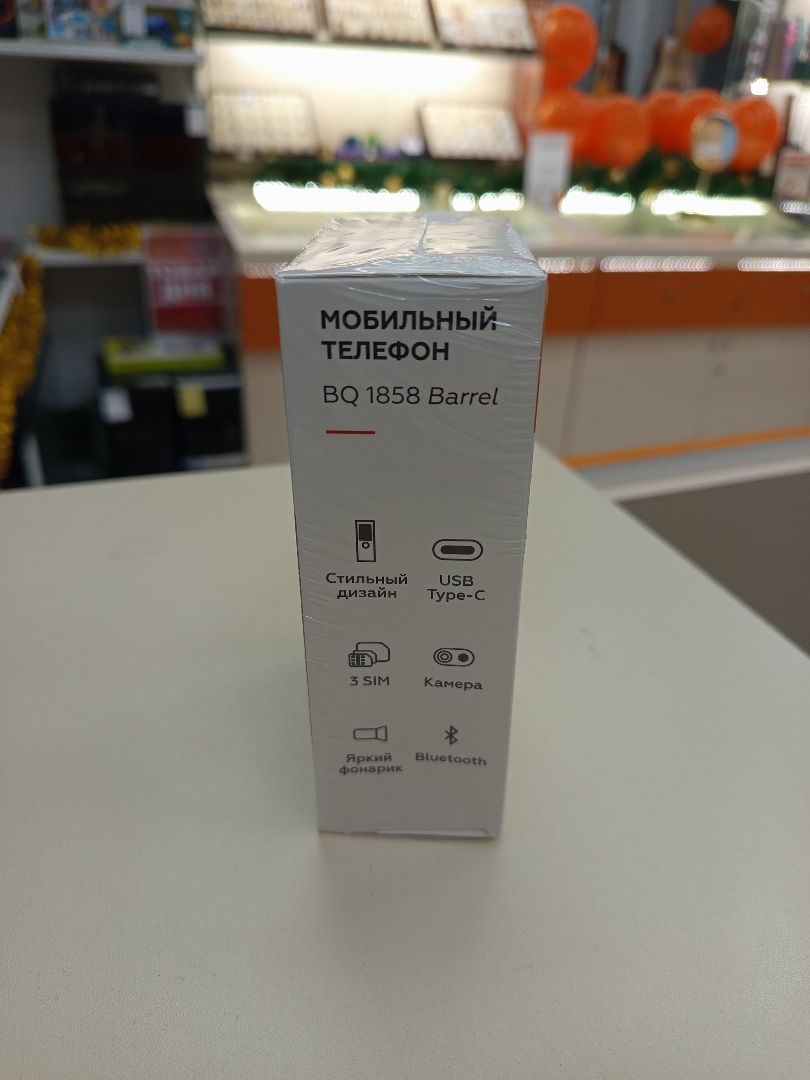 МОБИЛЬНЫЙ
ТЕЛЕФОН
BQ 1858 Barrel
Стильный
дизайн
USB
Type-C
3 SIM
Камера
Яркий
фонарик
Bluetooth